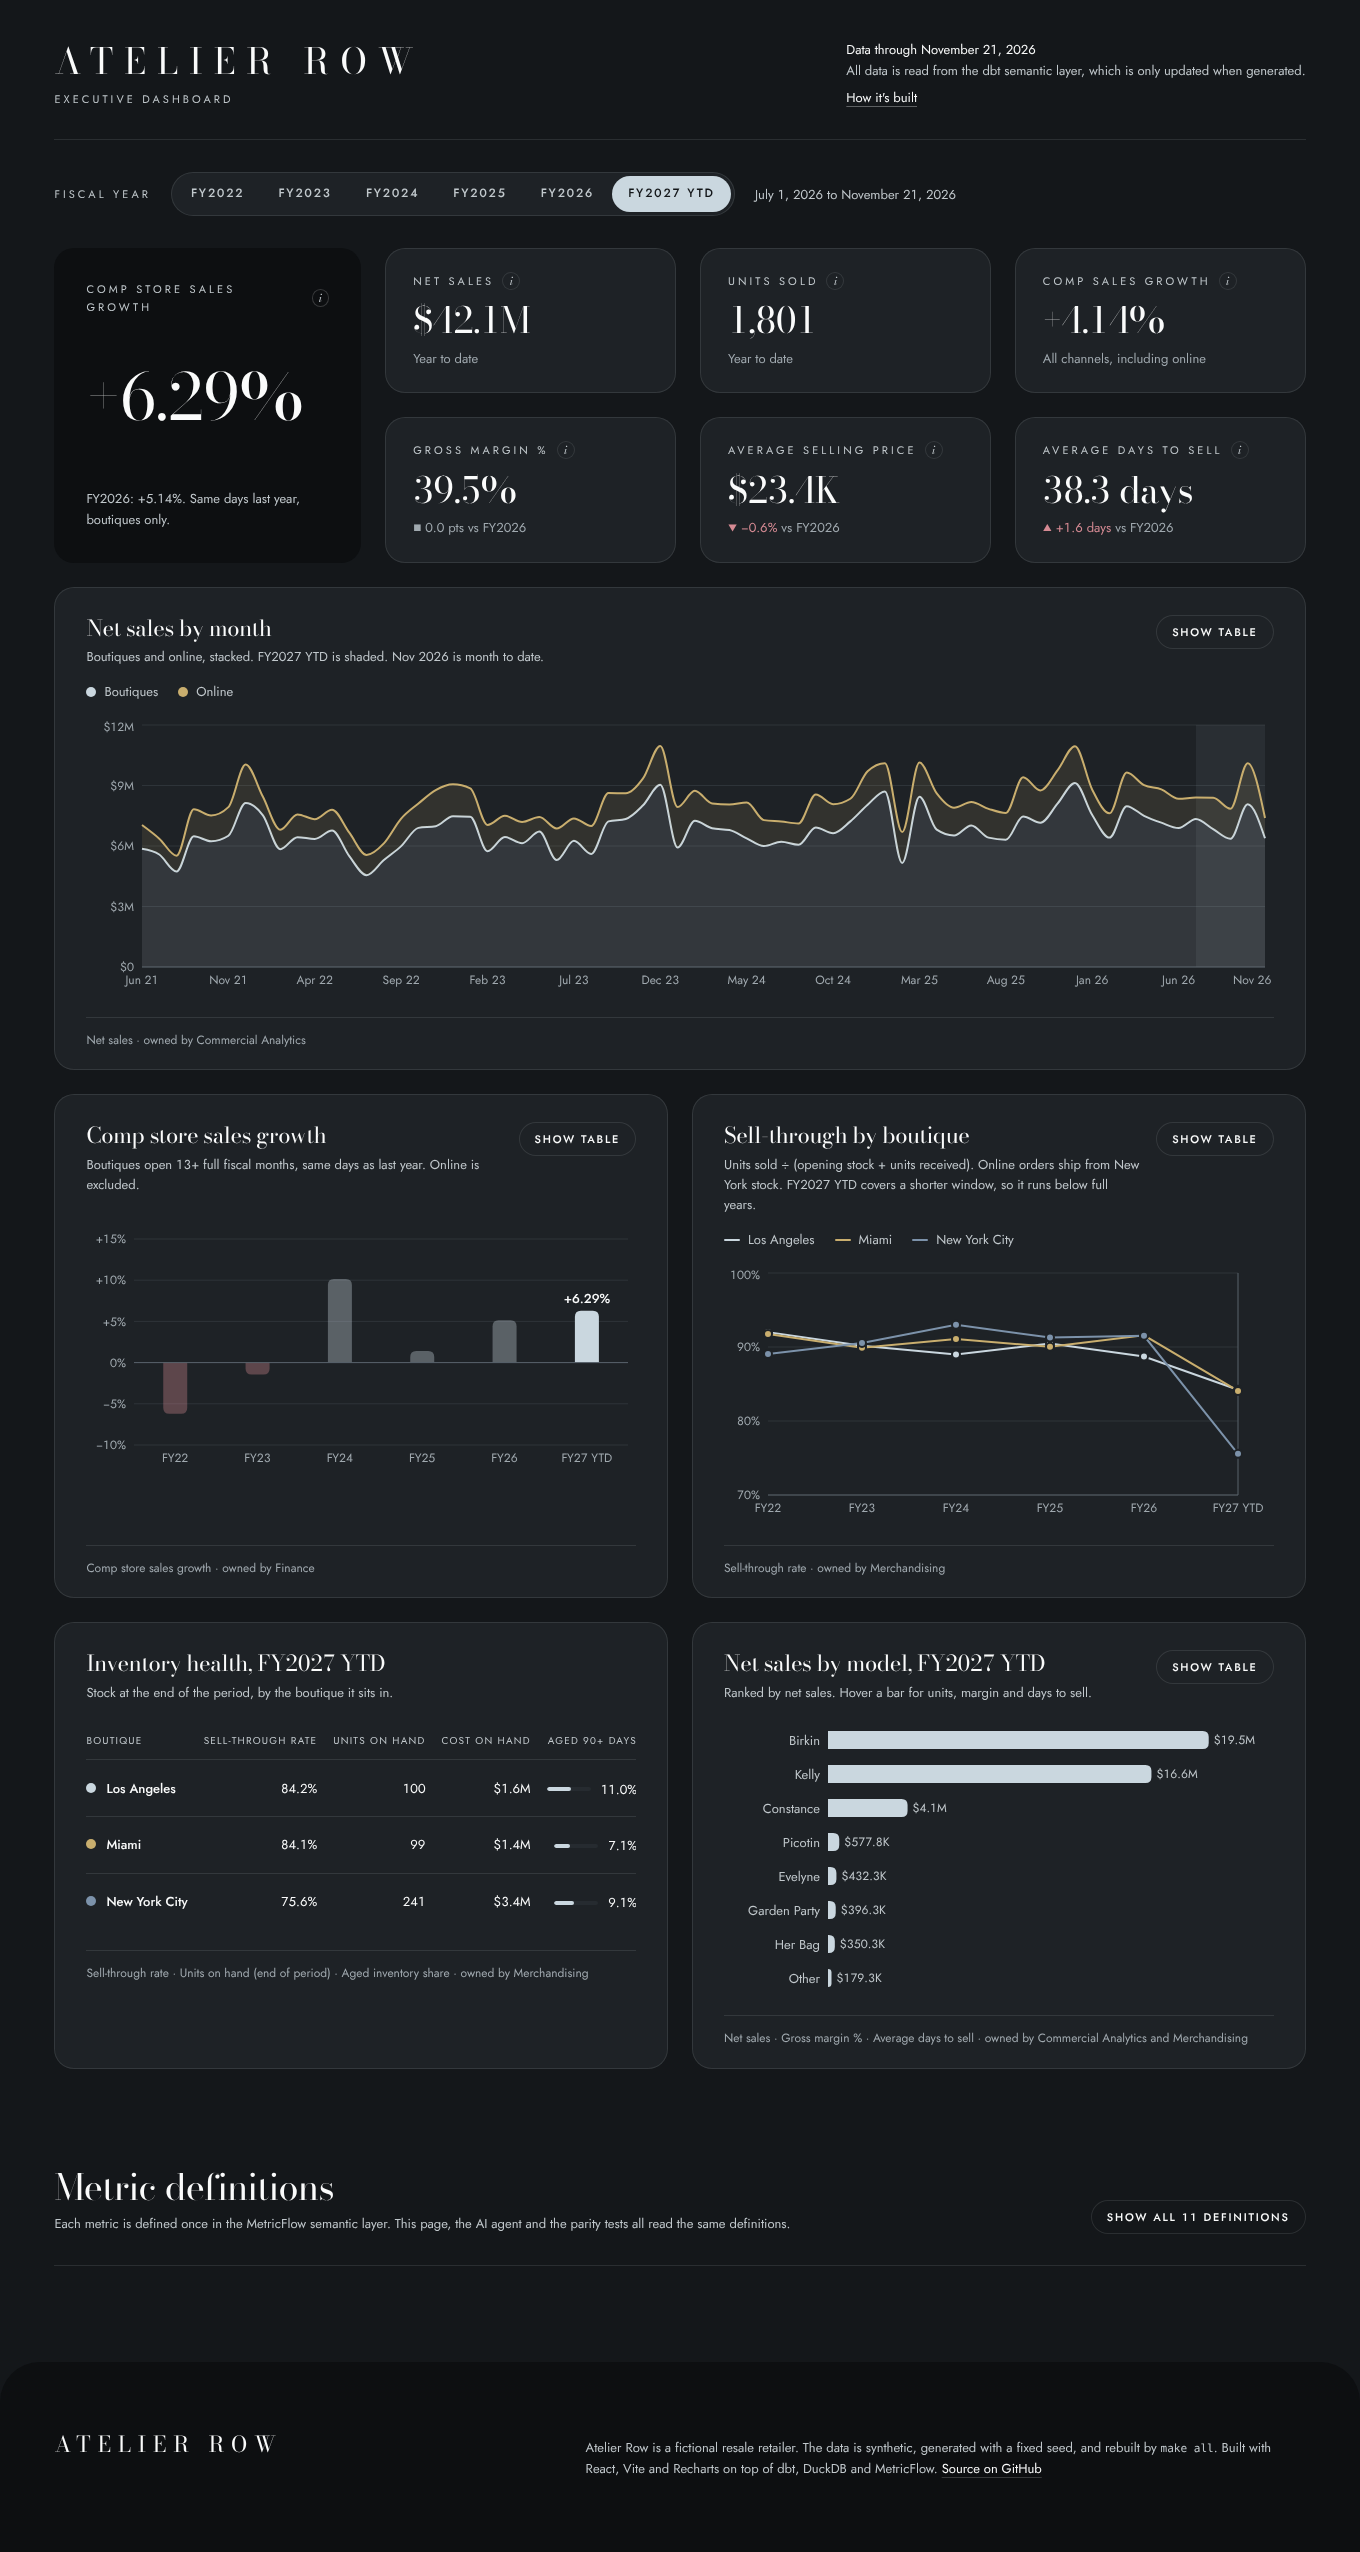 ATELIER ROW
EXECUTIVE DASHBOARD
Data through November 21, 2026
All data is read from the dbt semantic layer, which is only updated when generated.
How it's built
FISCAL YEAR
FY2022 FY2023 FY2024 FY2025 FY2026 FY2027 YTD
July 1, 2026 to November 21, 2026
COMP STORE SALES
GROWTH
i
+6.29%
FY2026: +5.14%. Same days last year,
boutiques only.
NET SALES i
$42.1M
Year to date
UNITS SOLD i
1,801
Year to date
COMP SALES GROWTH i
+4.14%
All channels, including online
GROSS MARGIN % i
39.5%
■ 0.0 pts vs FY2026
AVERAGE SELLING PRICE i
$23.4K
▼ −0.6% vs FY2026
AVERAGE DAYS TO SELL i
38.3 days
▲ +1.6 days vs FY2026
Net sales by month
SHOW TABLE
Boutiques and online, stacked. FY2027 YTD is shaded. Nov 2026 is month to date.
Boutiques Online
$12M
$9M
$6M
$3M
$0
Jun 21 Nov 21 Apr 22 Sep 22 Feb 23 Jul 23 Dec 23 May 24 Oct 24 Mar 25 Aug 25 Jan 26 Jun 26 Nov 26
Net sales · owned by Commercial Analytics
Comp store sales growth
SHOW TABLE
Boutiques open 13+ full fiscal months, same days as last year. Online is
excluded.
+15%
+10%
+5%
0%
−5%
−10%
+6.29%
FY22 FY23 FY24 FY25 FY26 FY27 YTD
Comp store sales growth · owned by Finance
Sell-through by boutique
SHOW TABLE
Units sold ÷ (opening stock + units received). Online orders ship from New
York stock. FY2027 YTD covers a shorter window, so it runs below full
years.
Los Angeles Miami New York City
100%
90%
80%
70%
FY22 FY23 FY24 FY25 FY26 FY27 YTD
Sell-through rate · owned by Merchandising
Inventory health, FY2027 YTD
Stock at the end of the period, by the boutique it sits in.
BOUTIQUE SELL-THROUGH RATE UNITS ON HAND COST ON HAND AGED 90+ DAYS
Los Angeles 84.2% 100 $1.6M 11.0%
Miami 84.1% 99 $1.4M 7.1%
New York City 75.6% 241 $3.4M 9.1%
Sell-through rate · Units on hand (end of period) · Aged inventory share · owned by Merchandising
Net sales by model, FY2027 YTD
SHOW TABLE
Ranked by net sales. Hover a bar for units, margin and days to sell.
Birkin $19.5M
Kelly $16.6M
Constance $4.1M
Picotin $577.8K
Evelyne $432.3K
Garden Party $396.3K
Her Bag $350.3K
Other $179.3K
Net sales · Gross margin % · Average days to sell · owned by Commercial Analytics and Merchandising
Metric definitions
Each metric is defined once in the MetricFlow semantic layer. This page, the AI agent and the parity tests all read the same definitions.
SHOW ALL 11 DEFINITIONS
ATELIER ROW
Atelier Row is a fictional resale retailer. The data is synthetic, generated with a fixed seed, and rebuilt by make all. Built with
React, Vite and Recharts on top of dbt, DuckDB and MetricFlow. Source on GitHub